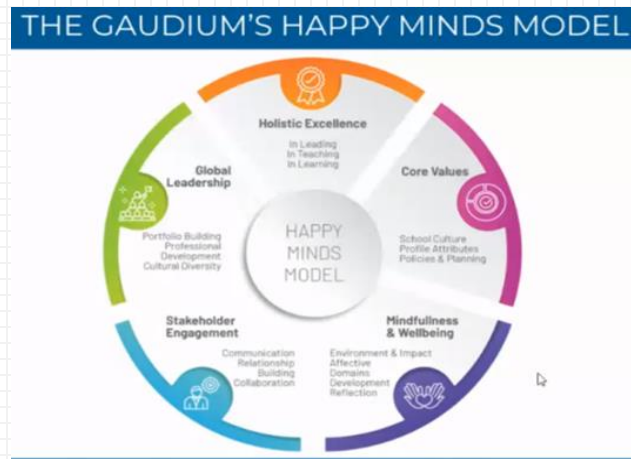 THE GAUDIUM'S HAPPY MINDS MODEL
Holistic Excellence
In Leading
In Teaching
In Learning
Global
Leadership
Portfolio Building
Professional
Development
Cultural Diversity
Core Values
School Culture
Profile Attributes
Policies & Planning
HAPPY
MINDS
MODEL
Stakeholder
Engagement
Communication
Relationship
Building
Collaboration
Mindfullness
& Wellbeing
Environment & Impact
Affective
Domains
Development
Reflection